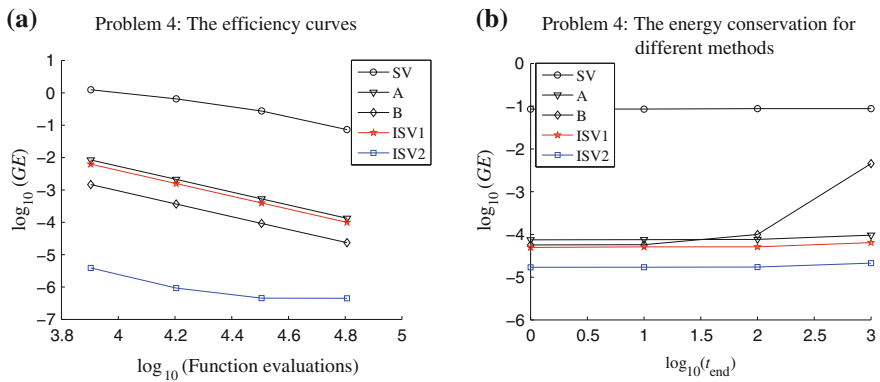 (a)
Problem 4: The efficiency curves
1
0
−1
−2
−3
−4
−5
−6
−7
log10 (GE)
3.8
4
4.2
4.4
4.6
4.8
5
log10 (Function evaluations)
SV
A
B
ISV1
ISV2
(b)
Problem 4: The energy conservation for
different methods
0
−1
−2
−3
−4
−5
−6
log10 (GE)
0
0.5
1.0
1.5
2.0
2.5
3.0
log10(tend)
SV
A
B
ISV1
ISV2